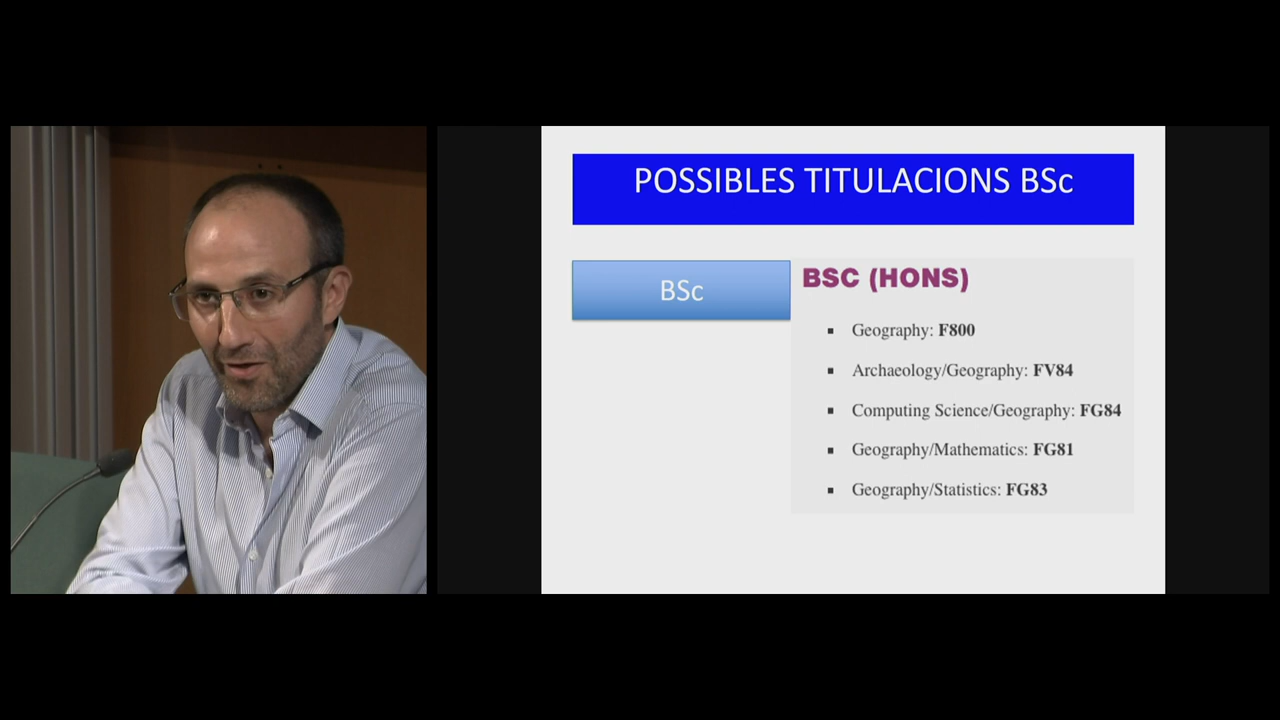 POSSIBLES TITULACIONS BSc
BSc
BSC (HONS)
Geography: F800
Archaeology/Geography: FV84
Computing Science/Geography: FG84
Geography/Mathematics: FG81
Geography/Statistics: FG83